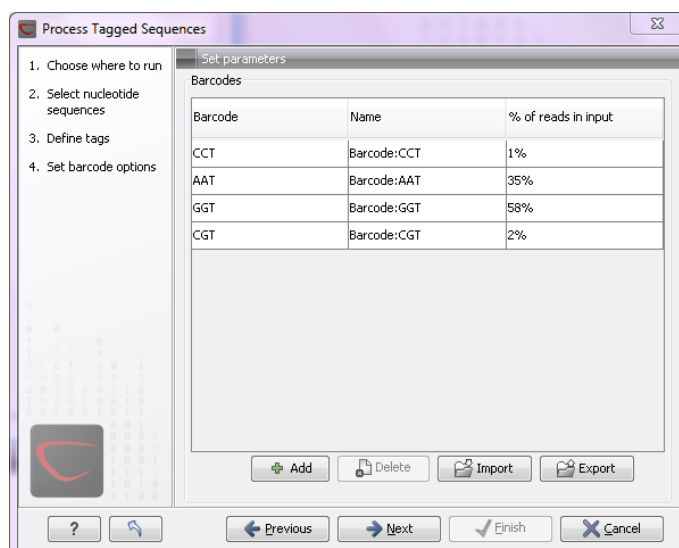 Process Tagged Sequences
1. Choose where to run
2. Select nucleotide
sequences
3. Define tags
4. Set barcode options
Set parameters
Barcodes
Barcode Name % of reads in input
CCT Barcode:CCT 1%
AAT Barcode:AAT 35%
GGT Barcode:GGT 58%
CGT Barcode:CGT 2%
Add Delete Import Export
? Previous Next Finish Cancel